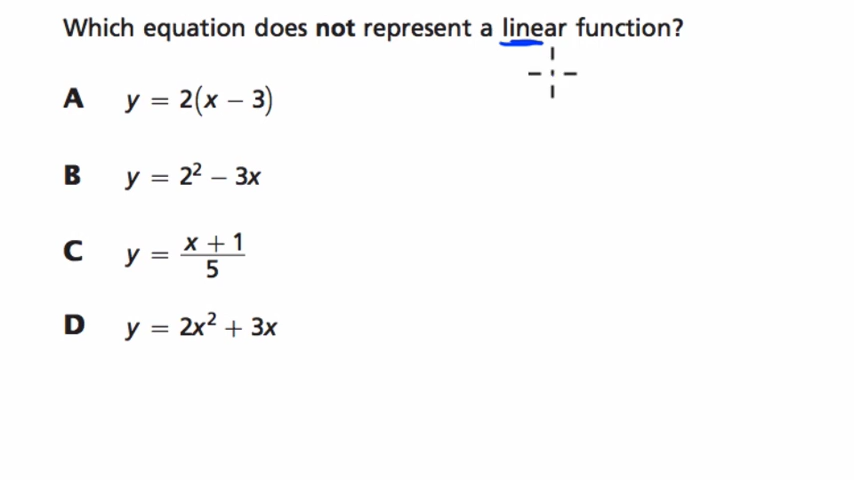 Which equation does not represent a linear function?
A y = 2(x – 3)
B y = 2² – 3x
C y = (x + 1)/5
D y = 2x² + 3x